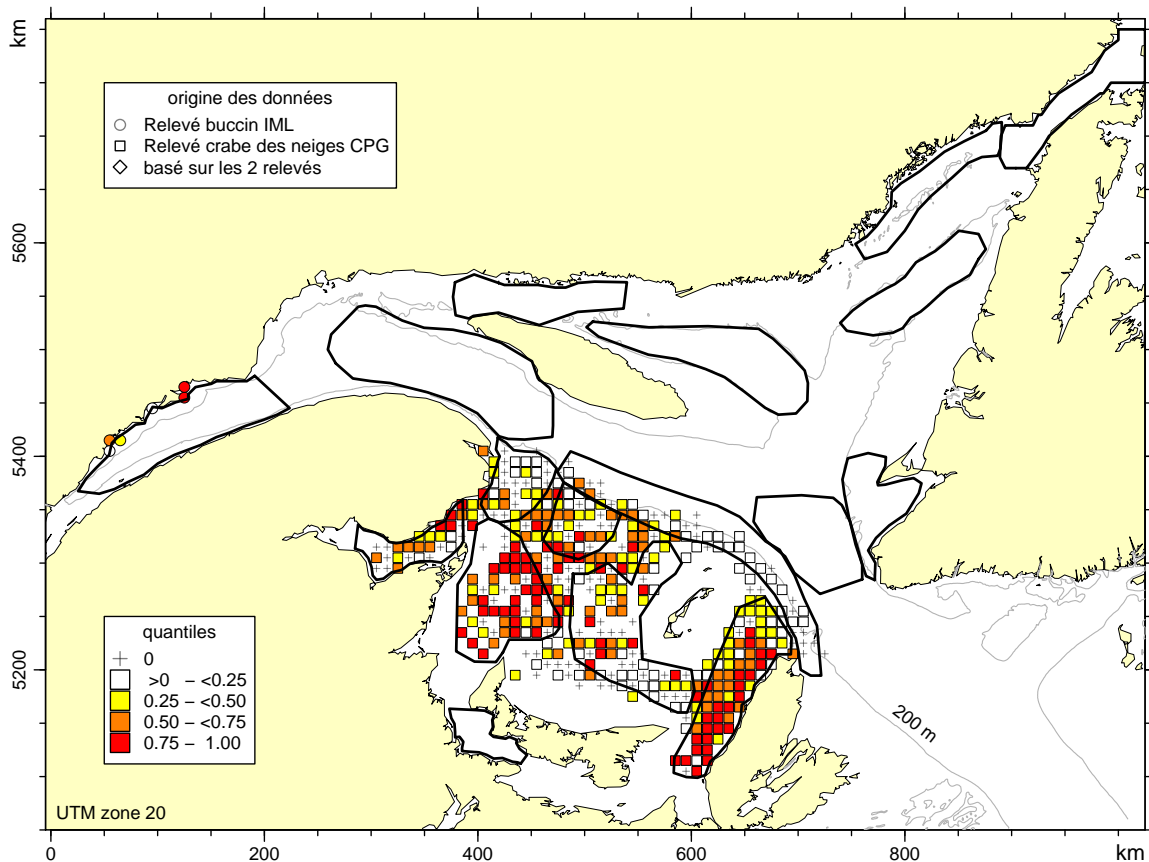 km
origine des données
Relevé buccin IML
Relevé crabe des neiges CPG
basé sur les 2 relevés
5600
5400
5200
quantiles
0
>0 – <0.25
0.25 – <0.50
0.50 – <0.75
0.75 – 1.00
200 m
UTM zone 20
0 200 400 600 800 km